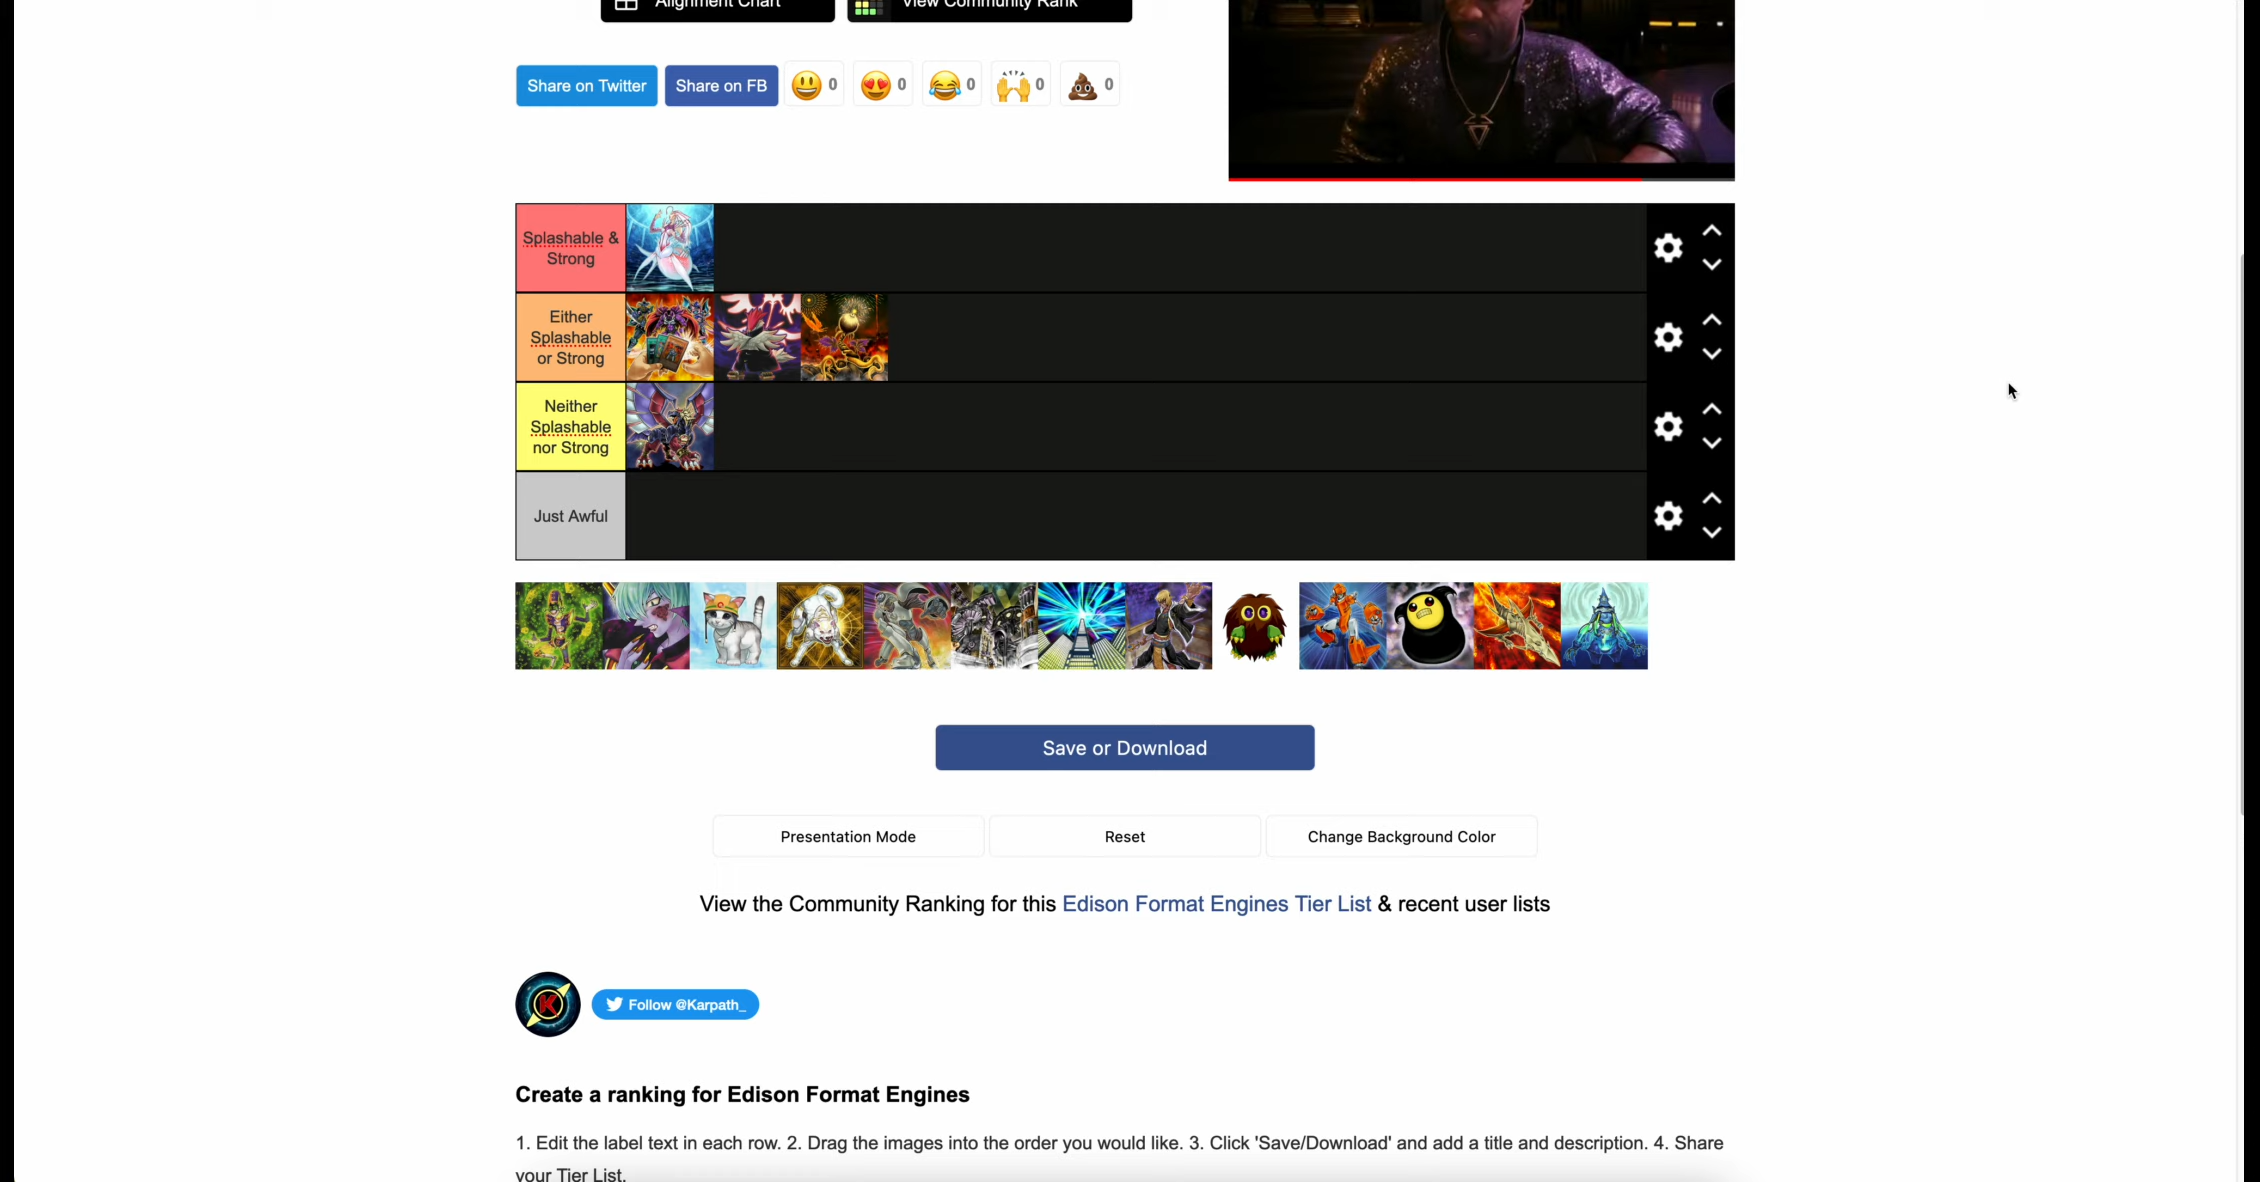 Alignment Chart
View Community Rank
Share on Twitter
Share on FB
0
0
0
0
0
Splashable &
Strong
Either
Splashable
or Strong
Neither
Splashable
nor Strong
Just Awful
Save or Download
Presentation Mode
Reset
Change Background Color
View the Community Ranking for this Edison Format Engines Tier List & recent user lists
K
Follow @Karpath_
Create a ranking for Edison Format Engines
1. Edit the label text in each row. 2. Drag the images into the order you would like. 3. Click 'Save/Download' and add a title and description. 4. Share
your Tier List.